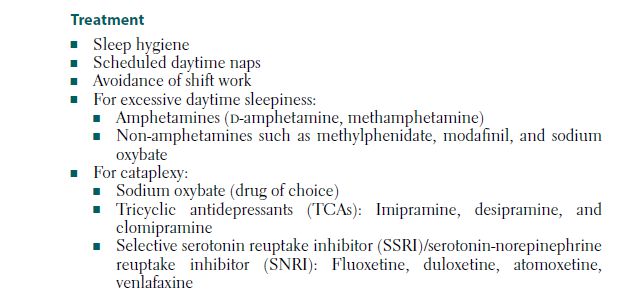 Treatment
■ Sleep hygiene
■ Scheduled daytime naps
■ Avoidance of shift work
■ For excessive daytime sleepiness:
■ Amphetamines (D-amphetamine, methamphetamine)
■ Non-amphetamines such as methylphenidate, modafinil, and sodium
oxybate
■ For cataplexy:
■ Sodium oxybate (drug of choice)
■ Tricyclic antidepressants (TCAs): Imipramine, desipramine, and
clomipramine
■ Selective serotonin reuptake inhibitor (SSRI)/serotonin-norepinephrine
reuptake inhibitor (SNRI): Fluoxetine, duloxetine, atomoxetine,
venlafaxine